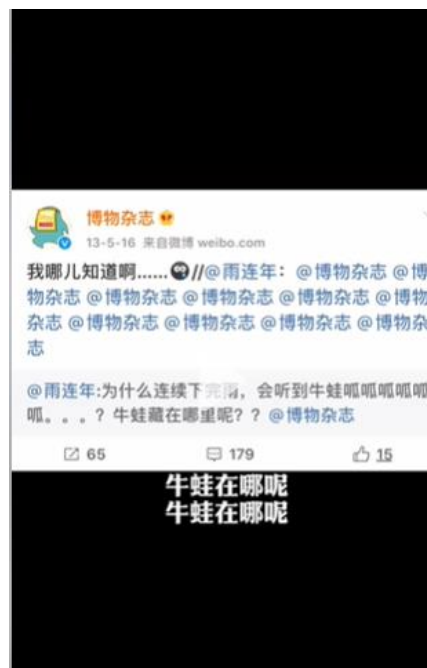 博物杂志
13-5-16 来自微博 weibo.com
我哪儿知道啊......//@雨连年：@博物杂志 @博
物杂志 @博物杂志 @博物杂志 @博物杂志 @博物
杂志 @博物杂志 @博物杂志 @博物杂志 @博物杂
志
@雨连年:为什么连续下完雨，会听到牛蛙呱呱呱呱呱
呱。。。？牛蛙藏在哪里呢？？@博物杂志
65
179
15
牛蛙在哪呢
牛蛙在哪呢